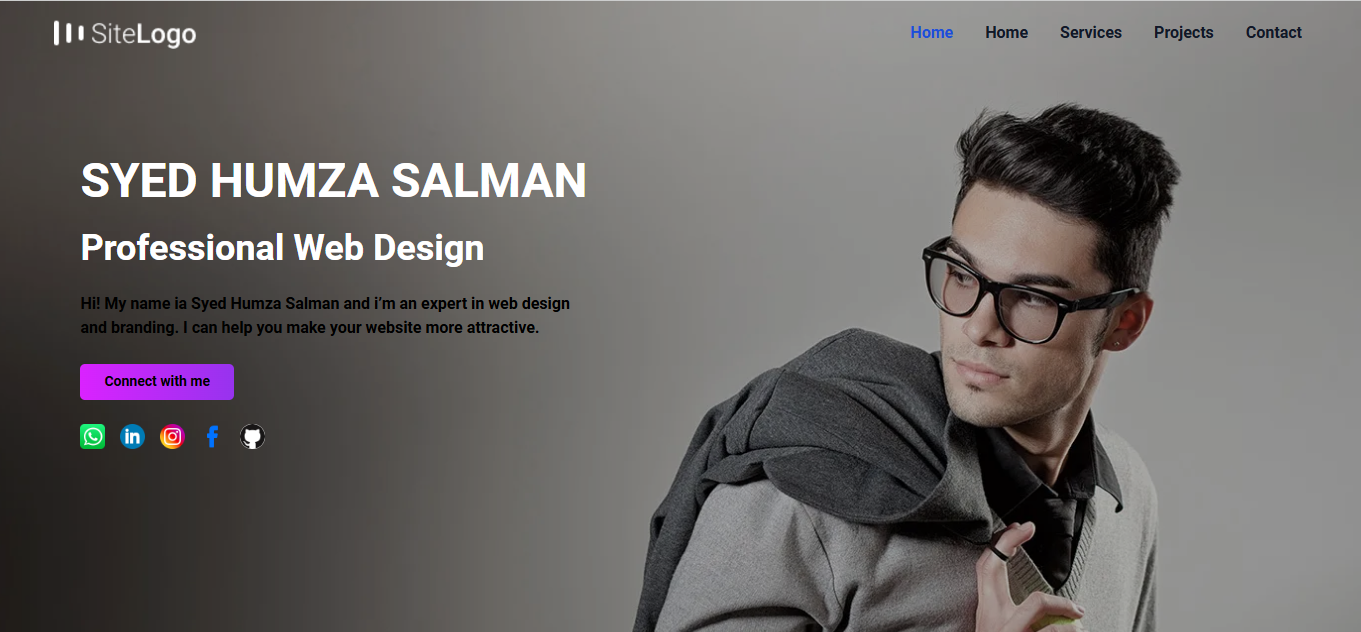 SiteLogo
Home Home Services Projects Contact
SYED HUMZA SALMAN
Professional Web Design
Hi! My name ia Syed Humza Salman and i'm an expert in web design
and branding. I can help you make your website more attractive.
Connect with me
in